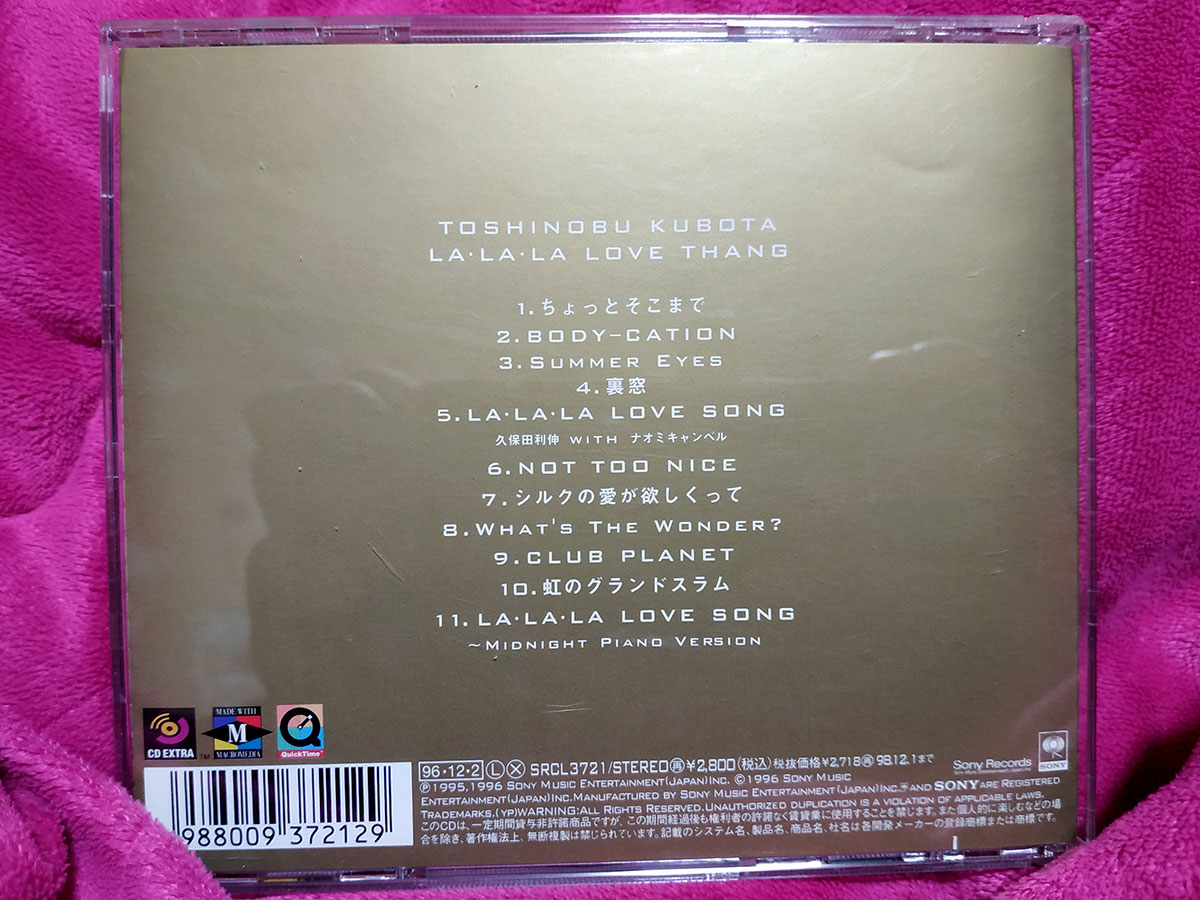 TOSHINOBU KUBOTA
LA·LA·LA LOVE THANG
1.ちょっとそこまで
2.BODY-CATION
3.SUMMER EYES
4.裏窓
5.LA·LA·LA LOVE SONG
久保田利伸 WITH ナオミキャンベル
6.NOT TOO NICE
7.シルクの愛が欲しくって
8.WHAT'S THE WONDER?
9.CLUB PLANET
10.虹のグランドスラム
11.LA·LA·LA LOVE SONG
~MIDNIGHT PIANO VERSION
CD EXTRA
MADE WITH
M
MACROMEDIA
TM
QuickTime™
988009 372129
96·12·2 Ⓛ Ⓧ SRCL3721/STEREO㊢¥2,800(税込)税抜価格¥2,718 98.12.1まで
Sony Records
SONY
Ⓟ1995,1996 SONY MUSIC ENTERTAINMENT(JAPAN)INC. ©1996 SONY MUSIC
ENTERTAINMENT(JAPAN)INC.MANUFACTURED BY SONY MUSIC ENTERTAINMENT(JAPAN)INC. AND SONY ARE REGISTERED
TRADEMARKS.(YP)WARNING:ALL RIGHTS RESERVED.UNAUTHORIZED DUPLICATION IS A VIOLATION OF APPLICABLE LAWS.
このCDは、一定期間貸与非許諾商品ですが、この期間経過後も権利者の許諾なく賃貸業に使用することを禁じます。また個人的に楽しむなどの場
合を除き、著作権法上、無断複製は禁じられています。記載のシステム名、製品名、商品名、社名は各開発メーカーの登録商標または商標です。